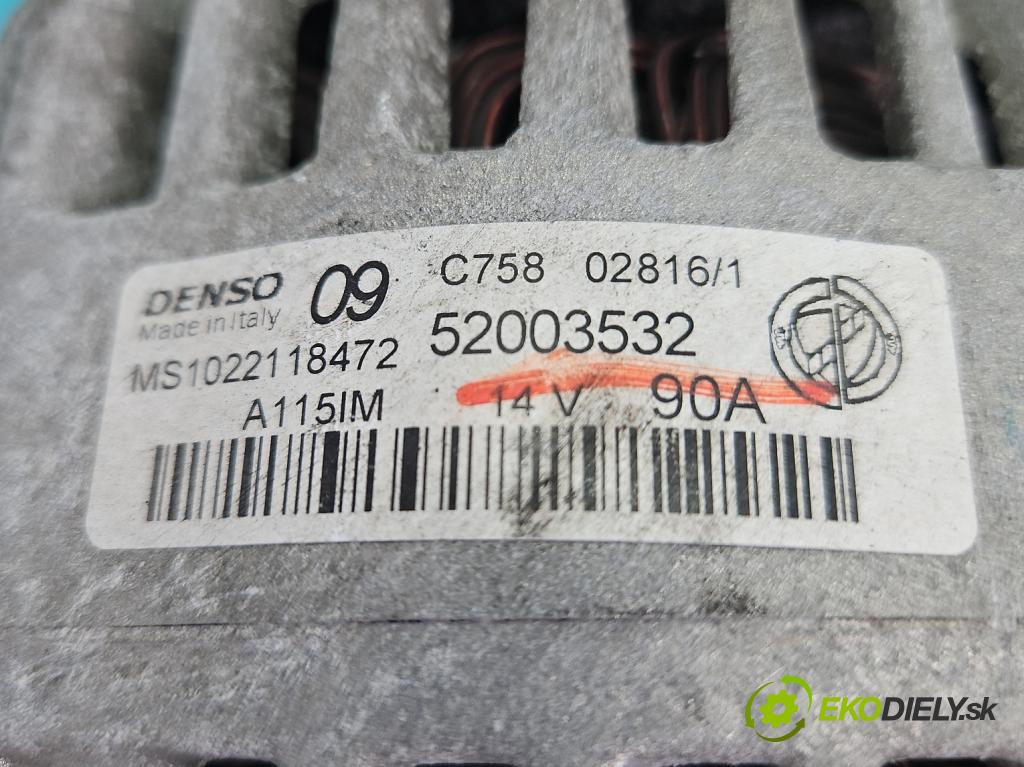 DENSO 09 C758 02816/1
Made in Italy
MS1022118472 52003532
A115IM 14 V 90A
EKODIELY.sk